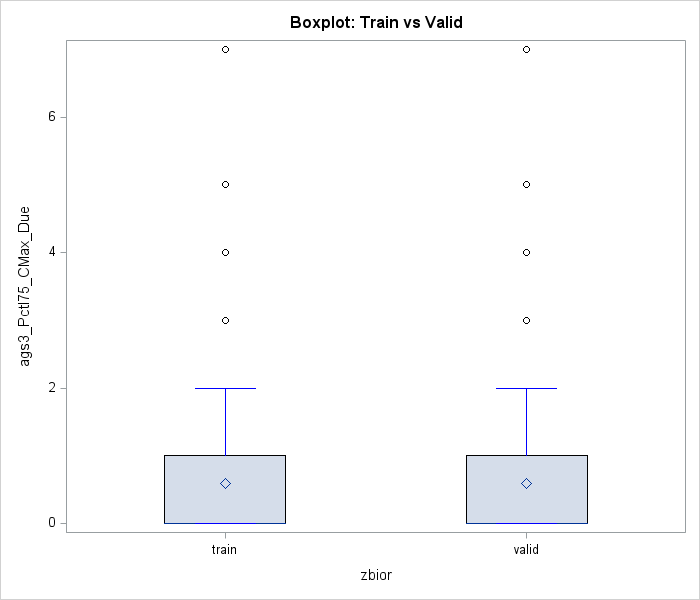 Boxplot: Train vs Valid
6
4
2
0
ags3_Pctl75_CMax_Due
train
valid
zbior